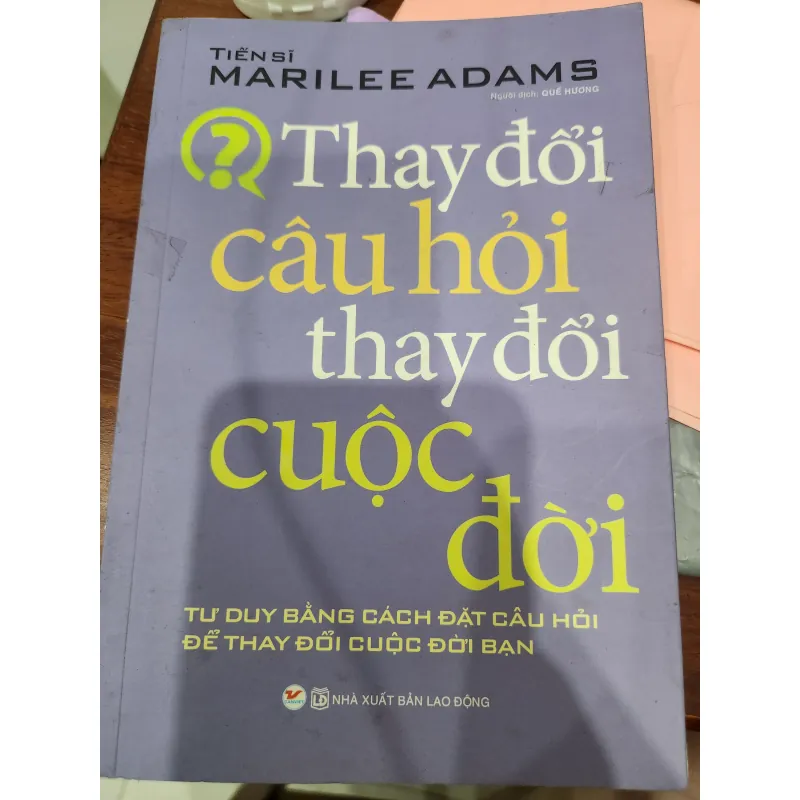 TIẾN SĨ
MARILEE ADAMS
Người dịch: QUẾ HƯƠNG
? Thay đổi
câu hỏi
thay đổi
cuộc
đời
TƯ DUY BẰNG CÁCH ĐẶT CÂU HỎI
ĐỂ THAY ĐỔI CUỘC ĐỜI BẠN
LĐ NHÀ XUẤT BẢN LAO ĐỘNG